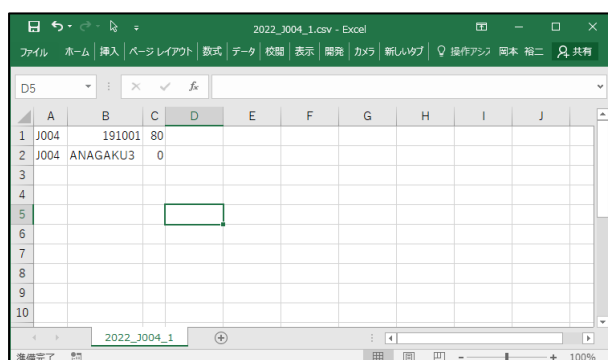 2022_J004_1.csv - Excel
ファイル ホーム 挿入 ページレイアウト 数式 データ 校閲 表示 開発 カメラ 新しいタブ 操作アシス 岡本 裕二 共有
D5 fx
A B C D E F G H I J
1 J004 191001 80
2 J004 ANAGAKU3 0
3
4
5
6
7
8
9
10
2022_J004_1
準備完了 100%